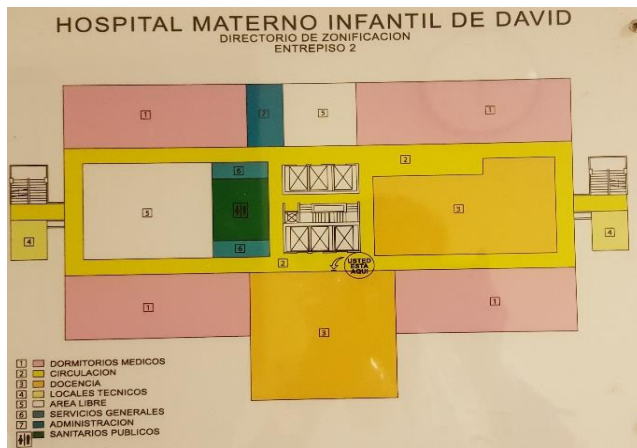 HOSPITAL MATERNO INFANTIL DE DAVID
DIRECTORIO DE ZONIFICACION
ENTREPISO 2
1
7
5
1
2
6
5
3
6
4
4
2
USTED
ESTA
AQUI
1
3
1
1 DORMITORIOS MEDICOS
2 CIRCULACION
3 DOCENCIA
4 LOCALES TECNICOS
5 AREA LIBRE
6 SERVICIOS GENERALES
7 ADMINISTRACION
SANITARIOS PUBLICOS